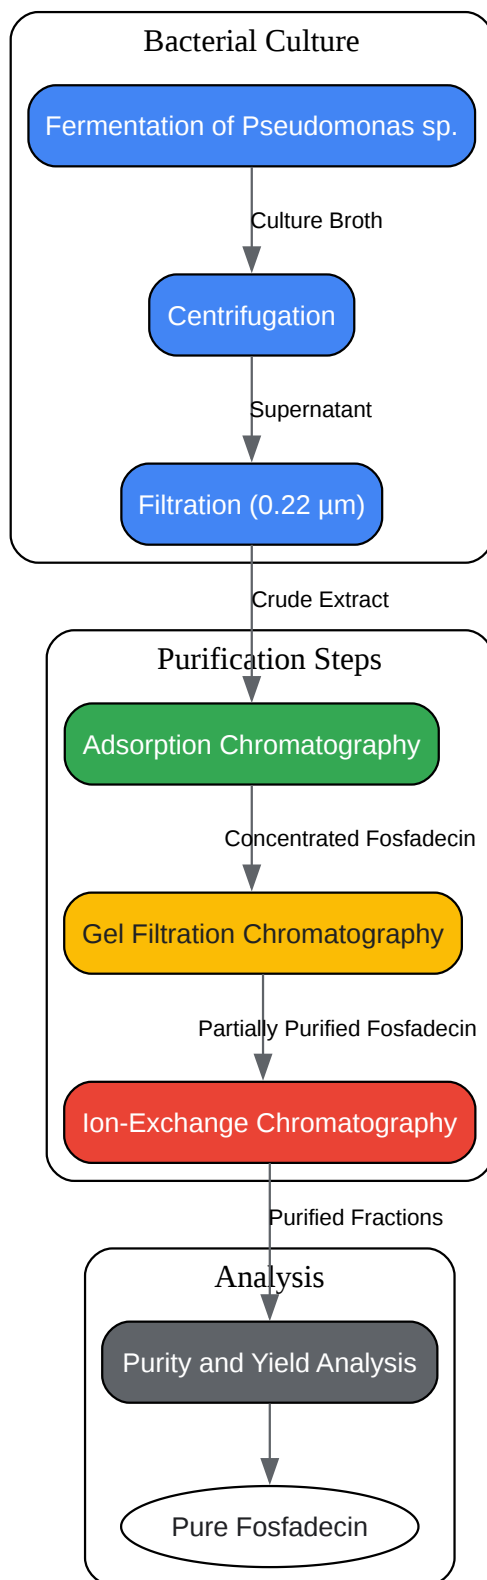 Bacterial Culture
Fermentation of Pseudomonas sp.
Culture Broth
Centrifugation
Supernatant
Filtration (0.22 µm)
Crude Extract
Purification Steps
Adsorption Chromatography
Concentrated Fosfadecin
Gel Filtration Chromatography
Partially Purified Fosfadecin
Ion-Exchange Chromatography
Purified Fractions
Analysis
Purity and Yield Analysis
Pure Fosfadecin